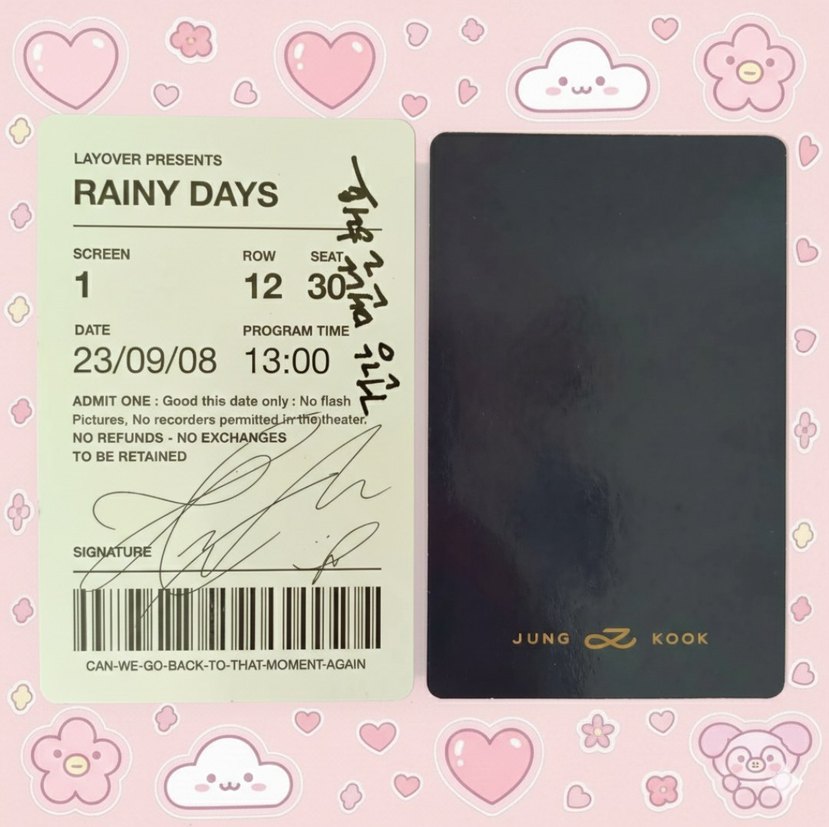 LAYOVER PRESENTS
RAINY DAYS
SCREEN ROW SEAT
1 12 30
DATE PROGRAM TIME
23/09/08 13:00
ADMIT ONE : Good this date only : No flash
Pictures, No recorders permitted in the theater.
NO REFUNDS - NO EXCHANGES
TO BE RETAINED
SIGNATURE
CAN-WE-GO-BACK-TO-THAT-MOMENT-AGAIN
JUNG KOOK